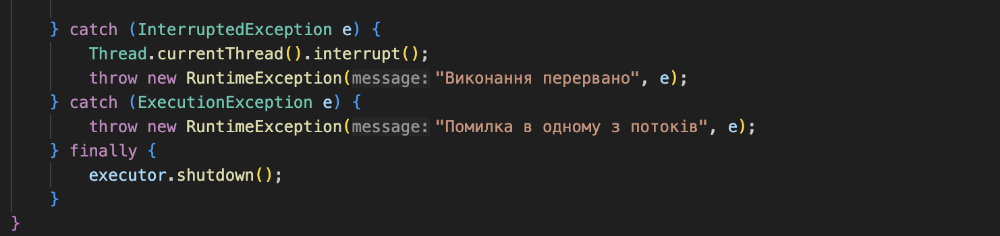 } catch (InterruptedException e) {
Thread.currentThread().interrupt();
throw new RuntimeException(message: "Виконання перервано", e);
} catch (ExecutionException e) {
throw new RuntimeException(message: "Помилка в одному з потоків", e);
} finally {
executor.shutdown();
}
}